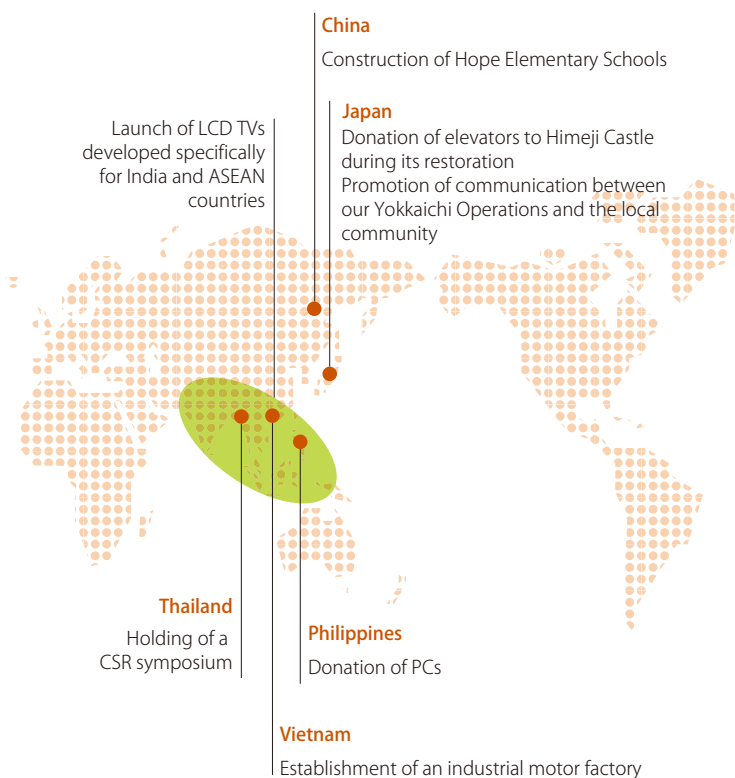 China
Construction of Hope Elementary Schools
Japan
Donation of elevators to Himeji Castle
during its restoration
Promotion of communication between
our Yokkaichi Operations and the local
community
Launch of LCD TVs
developed specifically
for India and ASEAN
countries
Thailand
Holding of a
CSR symposium
Philippines
Donation of PCs
Vietnam
Establishment of an industrial motor factory